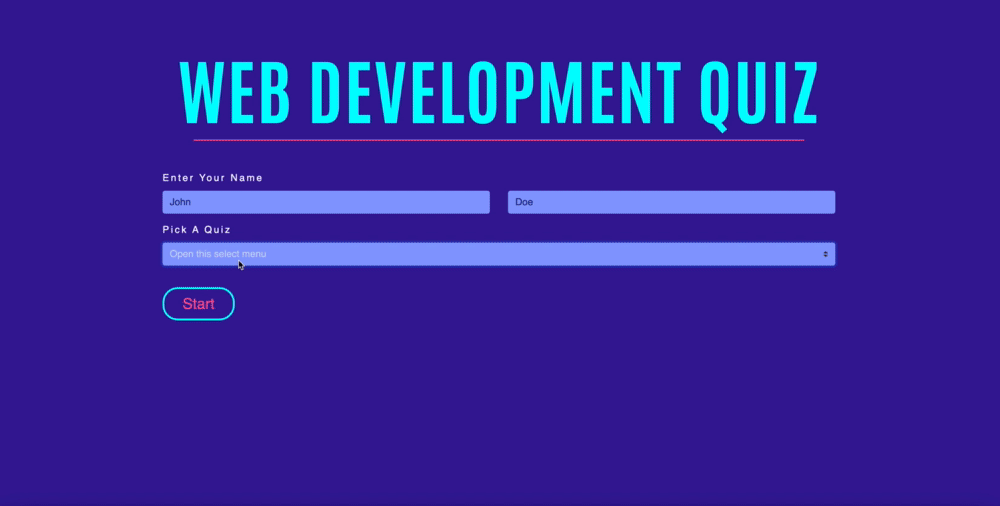 WEB DEVELOPMENT QUIZ
Enter Your Name
John Doe
Pick A Quiz
Open this select menu
Start